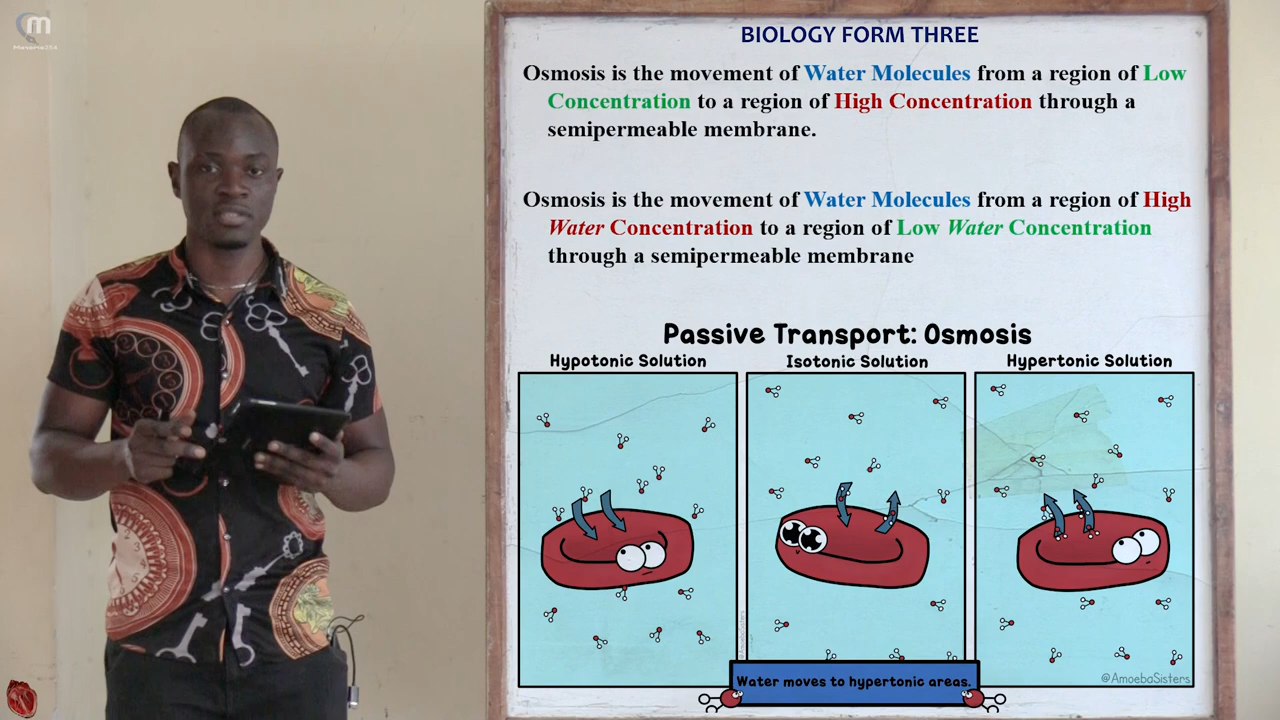 m
BIOLOGY FORM THREE
Osmosis is the movement of Water Molecules from a region of Low
Concentration to a region of High Concentration through a
semipermeable membrane.
Osmosis is the movement of Water Molecules from a region of High
Water Concentration to a region of Low Water Concentration
through a semipermeable membrane
Passive Transport: Osmosis
Hypotonic Solution
Isotonic Solution
Hypertonic Solution
@AmoebaSisters
Water moves to hypertonic areas.